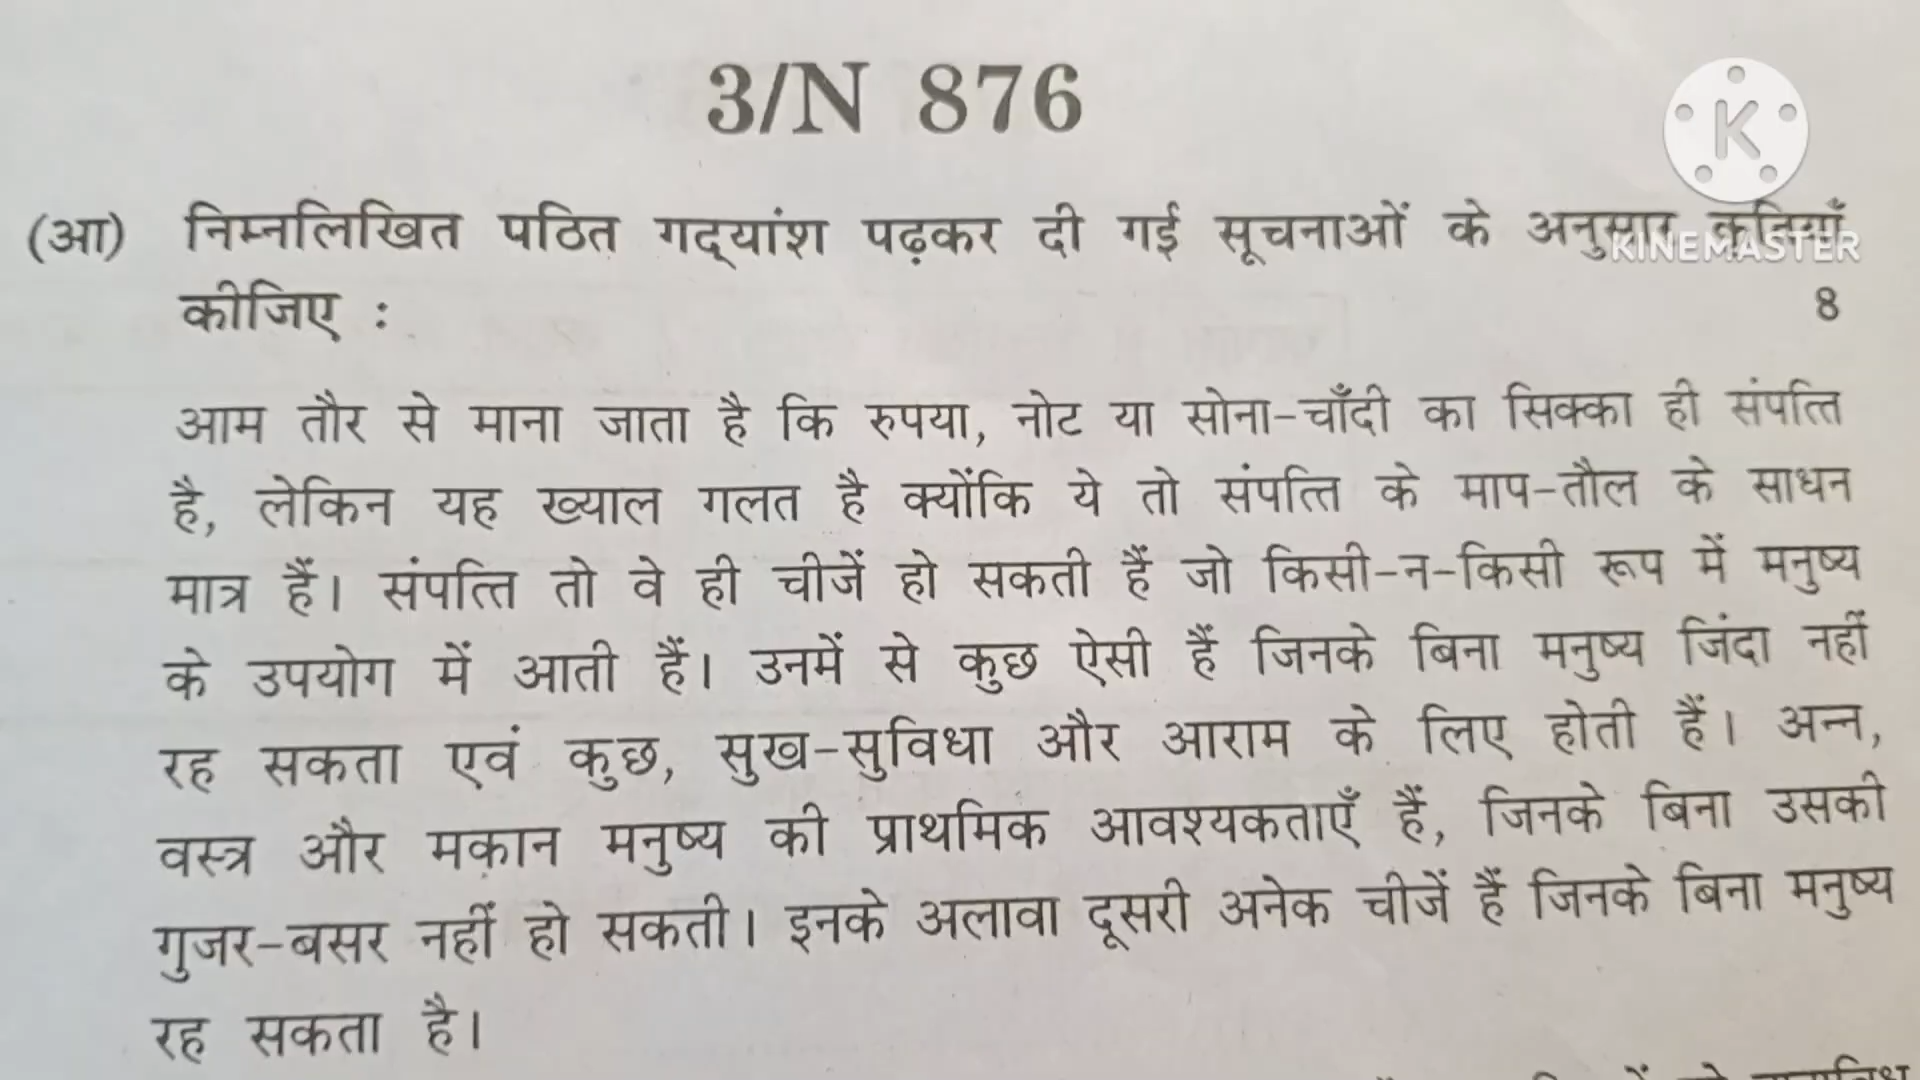 3/N 876
K
(आ) निम्नलिखित पठित गद्यांश पढ़कर दी गई सूचनाओं के अनुसार कृतियाँ
KINEMASTER
कीजिए : 8
आम तौर से माना जाता है कि रुपया, नोट या सोना-चाँदी का सिक्का ही संपत्ति
है, लेकिन यह ख्याल गलत है क्योंकि ये तो संपत्ति के माप-तौल के साधन
मात्र हैं। संपत्ति तो वे ही चीजें हो सकती हैं जो किसी-न-किसी रूप में मनुष्य
के उपयोग में आती हैं। उनमें से कुछ ऐसी हैं जिनके बिना मनुष्य जिंदा नहीं
रह सकता एवं कुछ, सुख-सुविधा और आराम के लिए होती हैं। अन्न,
वस्त्र और मकान मनुष्य की प्राथमिक आवश्यकताएँ हैं, जिनके बिना उसकी
गुजर-बसर नहीं हो सकती। इनके अलावा दूसरी अनेक चीजें हैं जिनके बिना मनुष्य
रह सकता है।